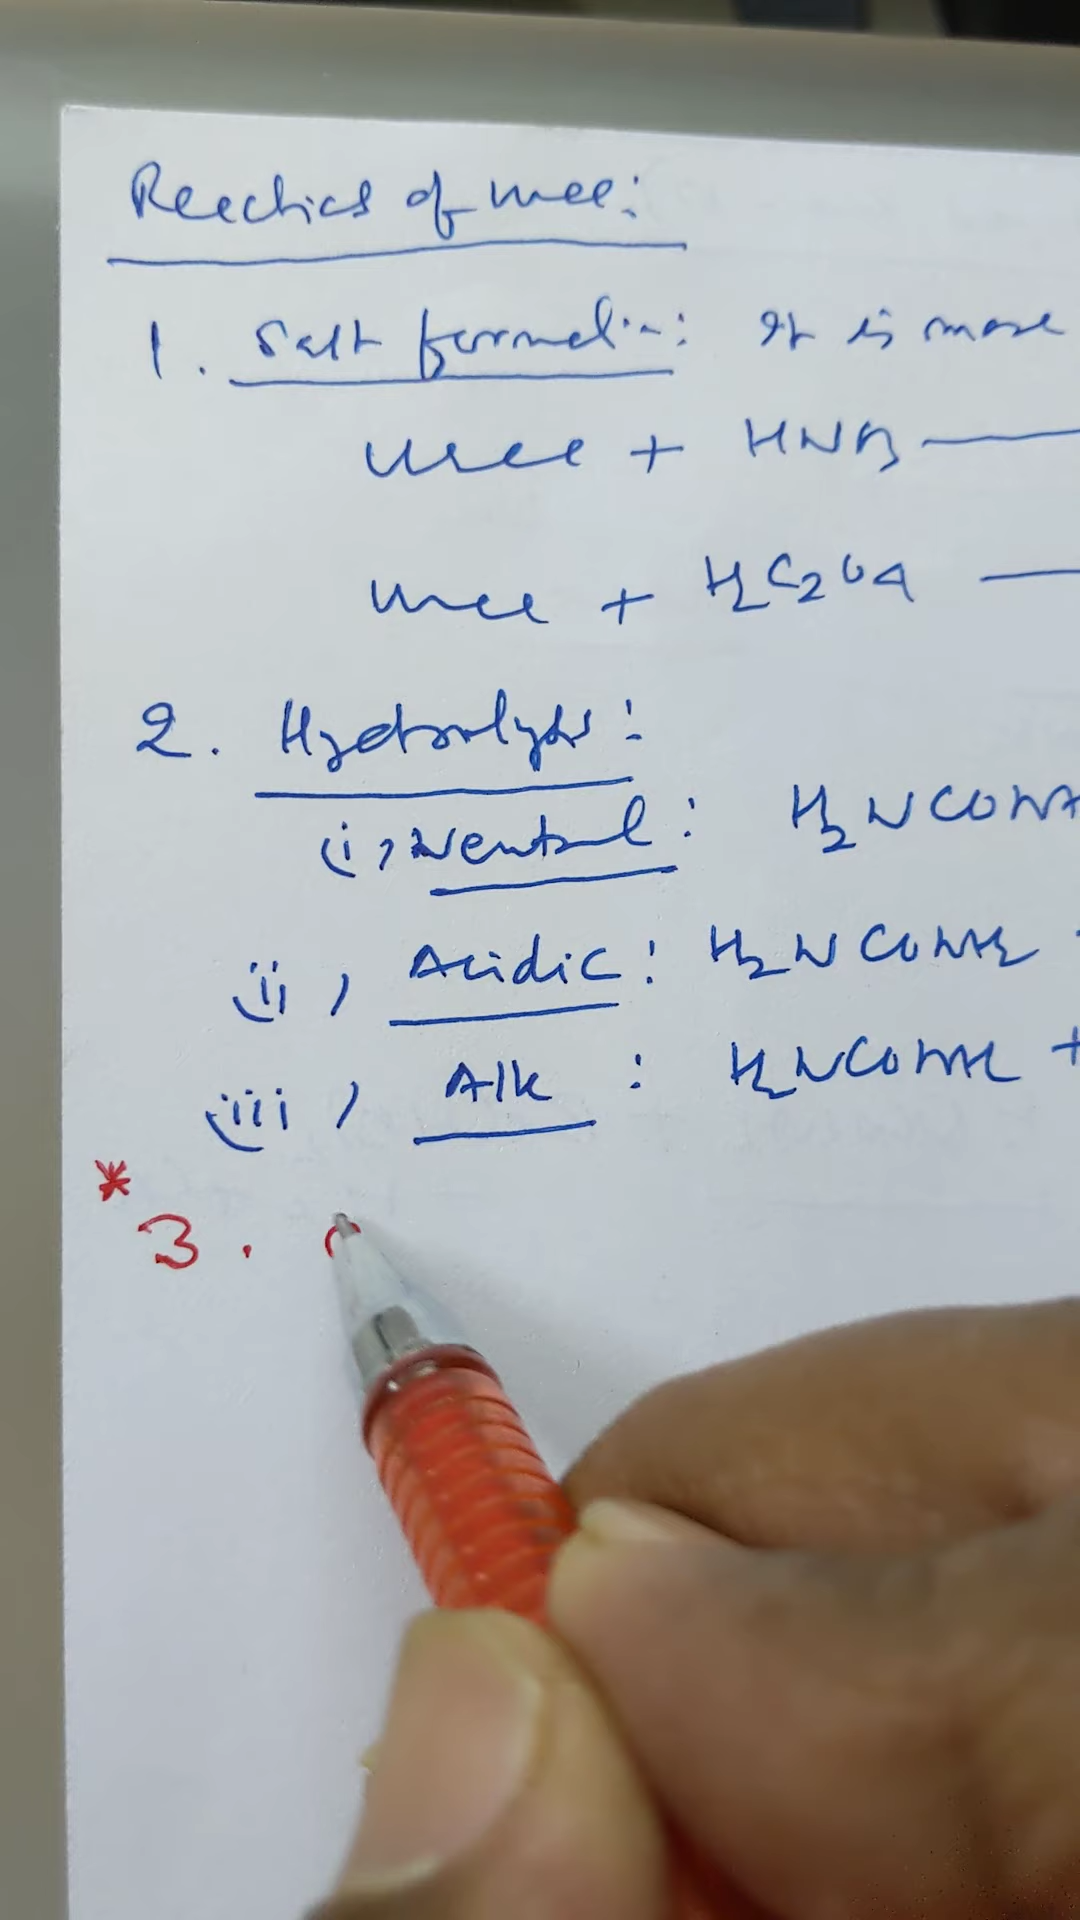 Reactions of urea:
1. Salt formation: It is more
Urea + HNO3 —
Urea + H2C2O4 —
2. Hydrolysis:
(i) Neutral: H2NCONH
(ii) Acidic: H2NCONH2
(iii) Alk: H2NCONH2 +
*
3.